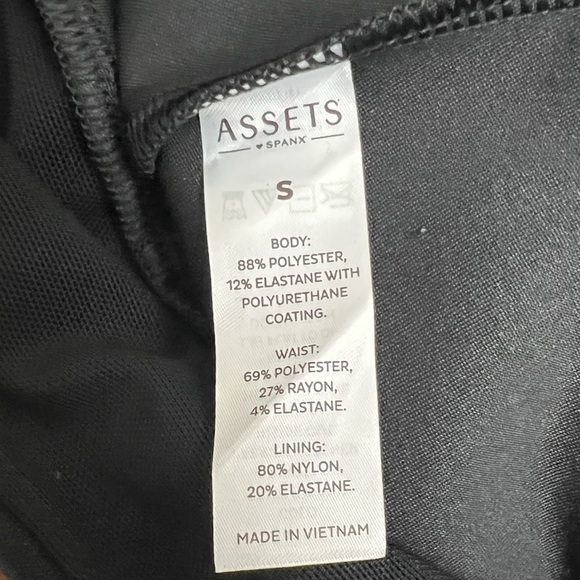 ASSETS
♥ SPANX
S
BODY:
88% POLYESTER,
12% ELASTANE WITH
POLYURETHANE
COATING.
WAIST:
69% POLYESTER,
27% RAYON,
4% ELASTANE.
LINING:
80% NYLON,
20% ELASTANE.
MADE IN VIETNAM